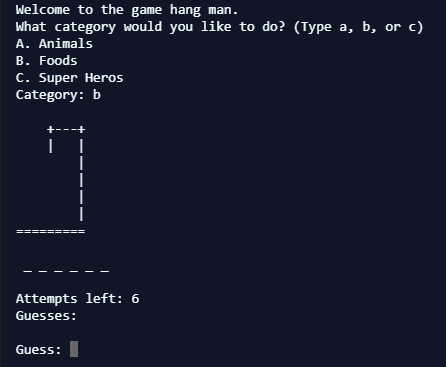 Welcome to the game hang man.
What category would you like to do? (Type a, b, or c)
A. Animals
B. Foods
C. Super Heros
Category: b
    +---+
    |   |
        |
        |
        |
        |
=========
 _ _ _ _ _ _
Attempts left: 6
Guesses:
Guess: